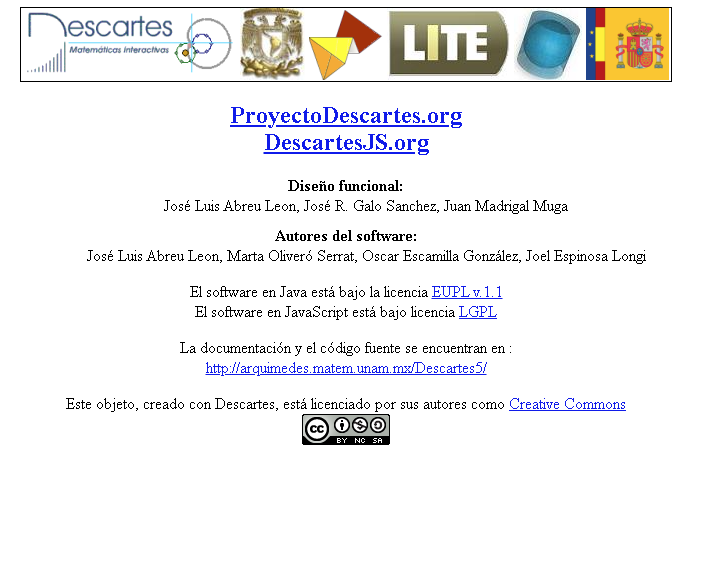 Descartes
Matemáticas interactivas
LITE
ProyectoDescartes.org
DescartesJS.org
Diseño funcional:
José Luis Abreu Leon, José R. Galo Sanchez, Juan Madrigal Muga
Autores del software:
José Luis Abreu Leon, Marta Oliveró Serrat, Oscar Escamilla González, Joel Espinosa Longi
El software en Java está bajo la licencia EUPL v.1.1
El software en JavaScript está bajo licencia LGPL
La documentación y el código fuente se encuentran en :
http://arquimedes.matem.unam.mx/Descartes5/
Este objeto, creado con Descartes, está licenciado por sus autores como Creative Commons
cc
BY NC SA